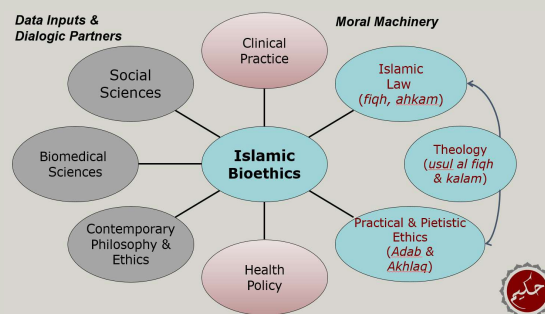 Data Inputs &
Dialogic Partners
Moral Machinery
Clinical
Practice
Social
Sciences
Islamic
Law
(fiqh, ahkam)
Biomedical
Sciences
Islamic
Bioethics
Theology
(usul al fiqh
& kalam)
Contemporary
Philosophy &
Ethics
Practical & Pietistic
Ethics
(Adab &
Akhlaq)
Health
Policy
حكيم